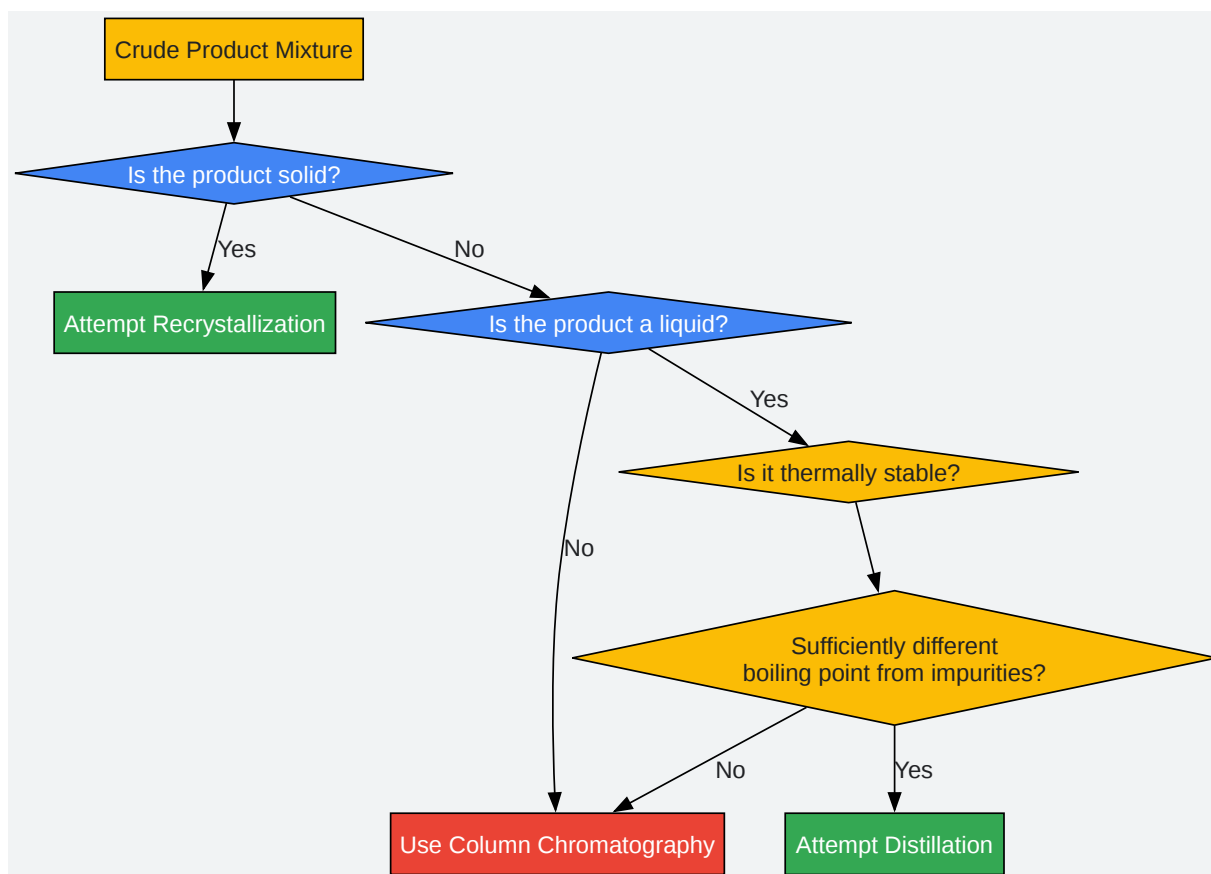 Crude Product Mixture
Is the product solid?
Yes
No
Attempt Recrystallization
Is the product a liquid?
Yes
Is it thermally stable?
No
Sufficiently different
boiling point from impurities?
No
Yes
Use Column Chromatography
Attempt Distillation